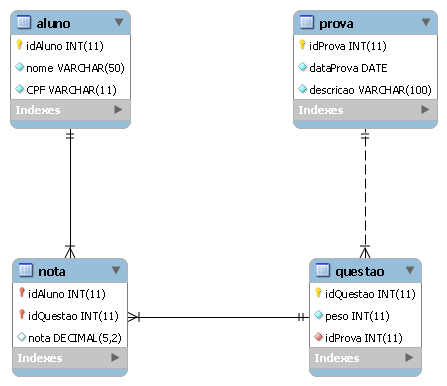 aluno
idAluno INT(11)
nome VARCHAR(50)
CPF VARCHAR(11)
Indexes
prova
idProva INT(11)
dataProva DATE
descricao VARCHAR(100)
Indexes
nota
idAluno INT(11)
idQuestao INT(11)
nota DECIMAL(5,2)
Indexes
questao
idQuestao INT(11)
peso INT(11)
idProva INT(11)
Indexes